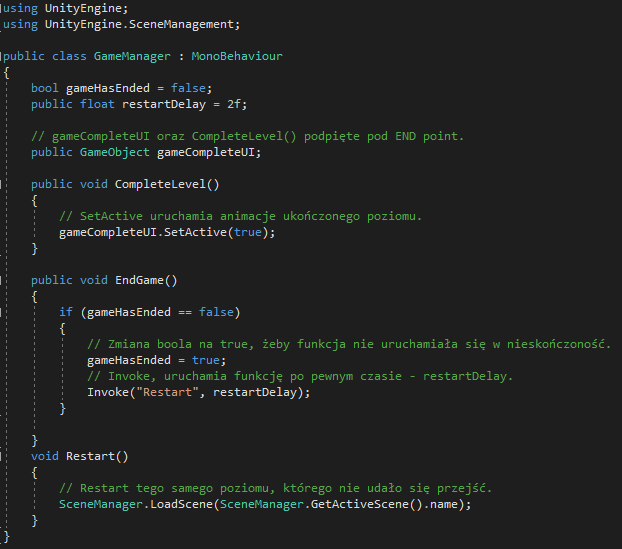 using UnityEngine;
using UnityEngine.SceneManagement;

public class GameManager : MonoBehaviour
{
    bool gameHasEnded = false;
    public float restartDelay = 2f;

    // gameCompleteUI oraz CompleteLevel() podpięte pod END point.
    public GameObject gameCompleteUI;

    public void CompleteLevel()
    {
        // SetActive uruchamia animacje ukończonego poziomu.
        gameCompleteUI.SetActive(true);
    }

    public void EndGame()
    {
        if (gameHasEnded == false)
        {
            // Zmiana boola na true, żeby funkcja nie uruchamiała się w nieskończoność.
            gameHasEnded = true;
            // Invoke, uruchamia funkcję po pewnym czasie - restartDelay.
            Invoke("Restart", restartDelay);
        }

    }
    void Restart()
    {
        // Restart tego samego poziomu, którego nie udało się przejść.
        SceneManager.LoadScene(SceneManager.GetActiveScene().name);
    }
}